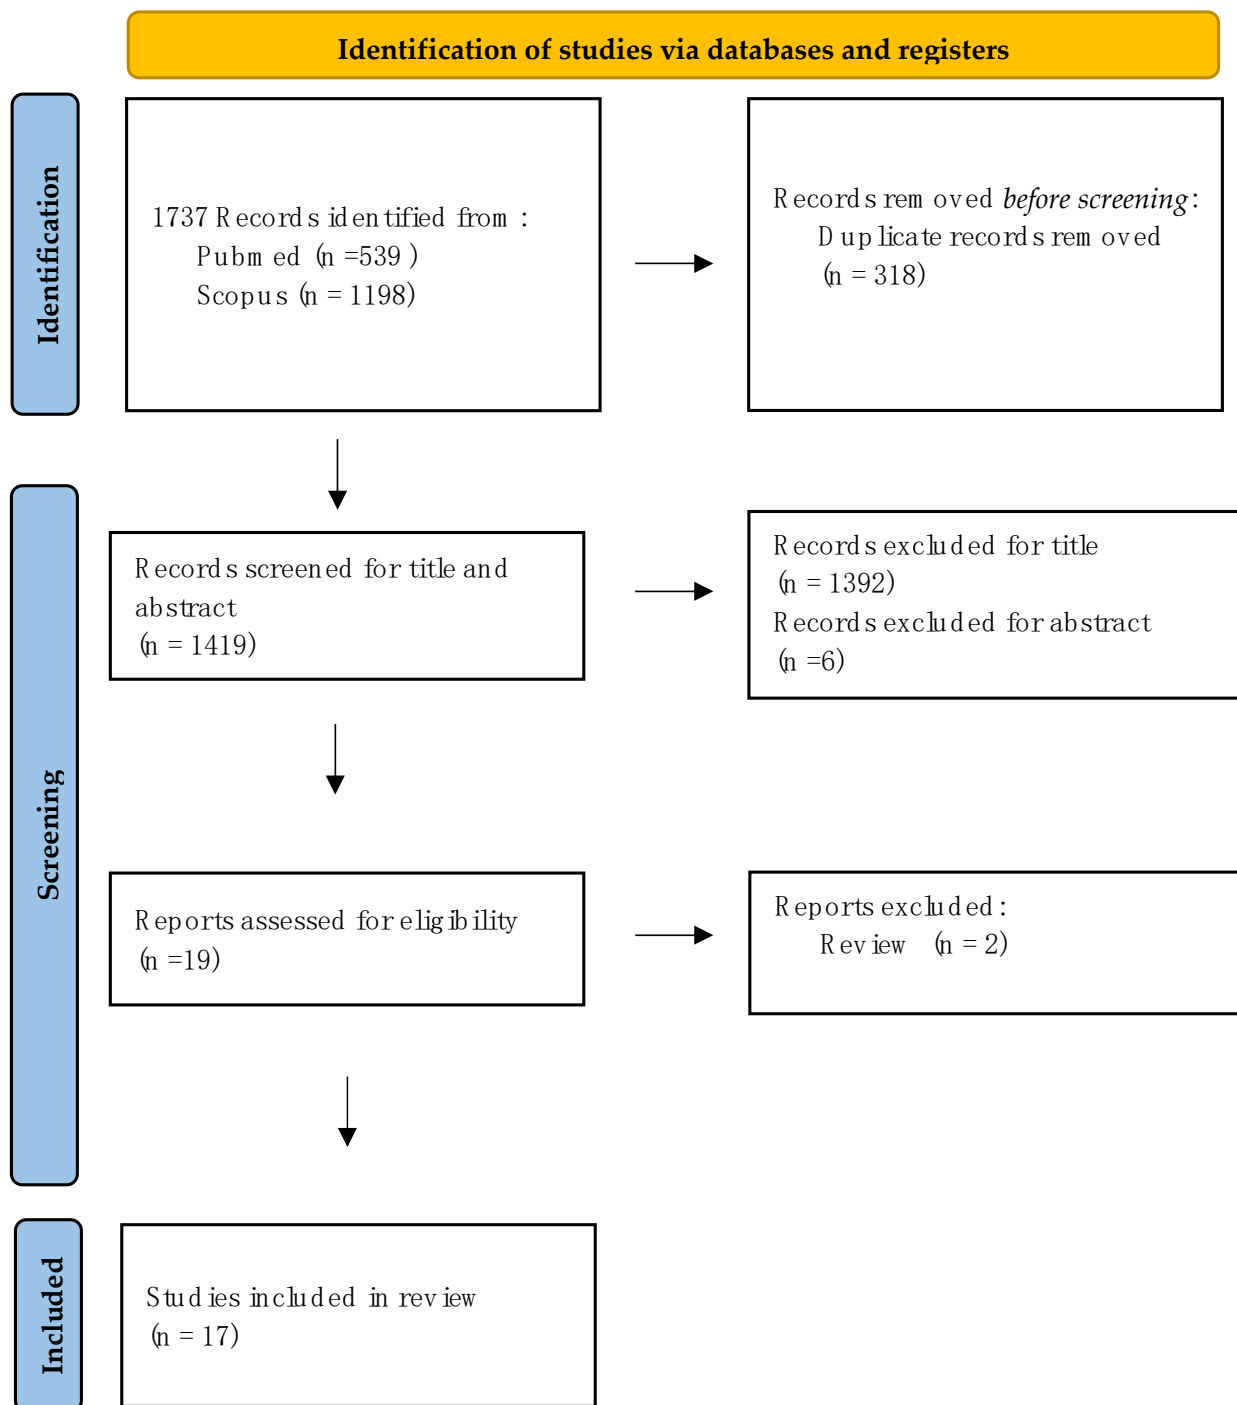 Identification of studies via databases and registers
Identification
1737 Records identified from:
Pubmed (n =539 )
Scopus (n = 1198)
Records removed before screening:
Duplicate records removed
(n = 318)
Screening
Records screened for title and
abstract
(n = 1419)
Records excluded for title
(n = 1392)
Records excluded for abstract
(n =6)
Reports assessed for eligibility
(n =19)
Reports excluded:
Review (n = 2)
Included
Studies included in review
(n = 17)